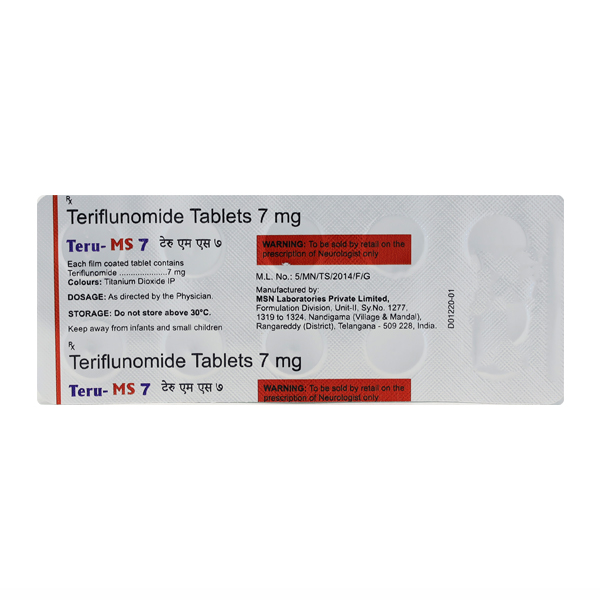 Rx
Teriflunomide Tablets 7 mg
Teru- MS 7 टेरु एम एस ७
WARNING: To be sold by retail on the
prescription of Neurologist only
Each film coated tablet contains
Teriflunomide .....................7 mg
Colours: Titanium Dioxide IP
DOSAGE: As directed by the Physician.
STORAGE: Do not store above 30°C.
Keep away from infants and small children
M.L. No.: 5/MN/TS/2014/F/G
Manufactured by:
MSN Laboratories Private Limited,
Formulation Division, Unit-II, Sy.No. 1277,
1319 to 1324. Nandigama (Village & Mandal),
Rangareddy (District), Telangana - 509 228, India.
D01220-01
Rx
Teriflunomide Tablets 7 mg
Teru- MS 7 टेरु एम एस ७
WARNING: To be sold by retail on the
prescription of Neurologist only